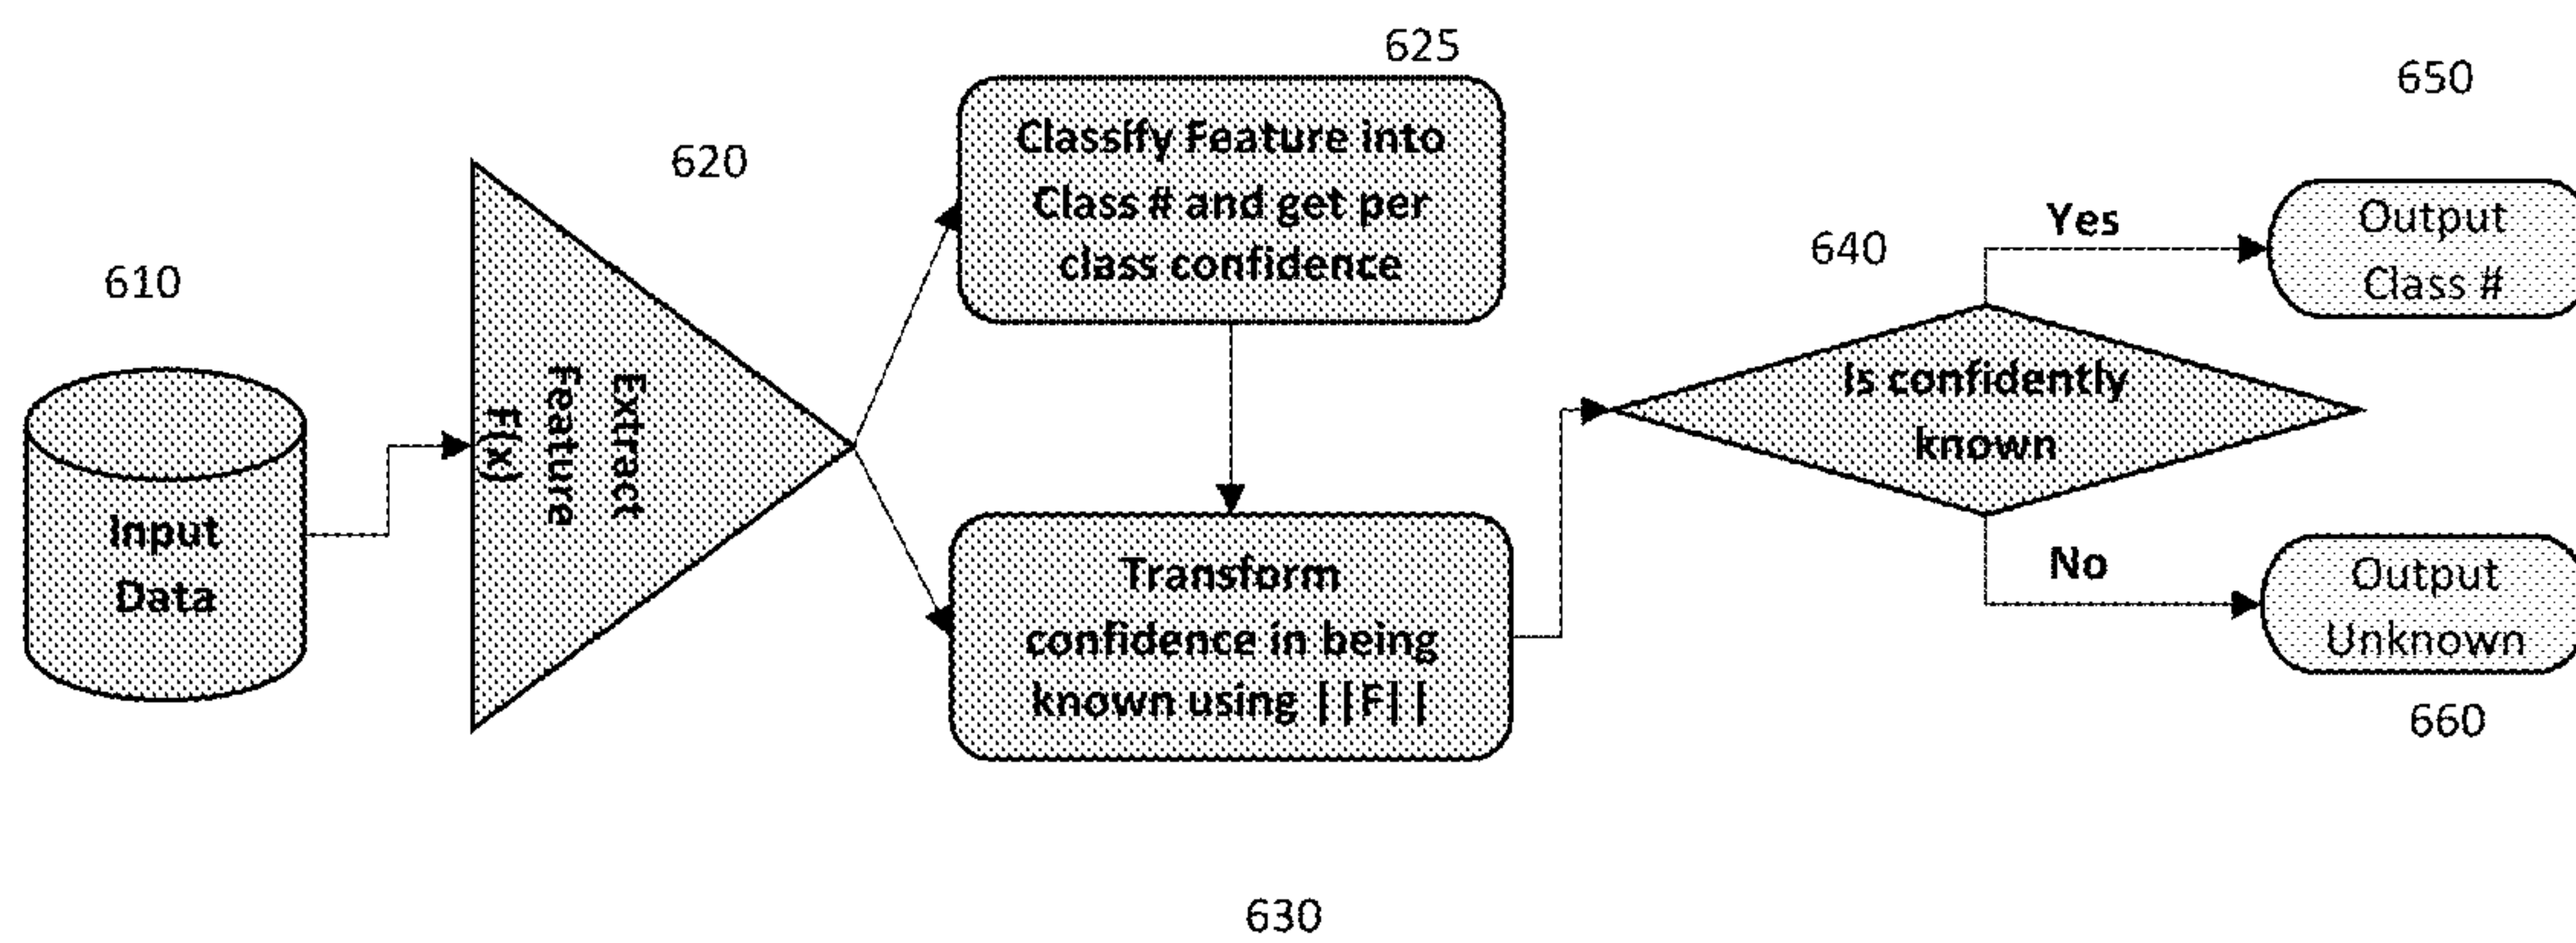 610
Input
Data
620
Extract
Feature
F(x)
625
Classify Feature into
Class # and get per
class confidence
Transform
confidence in being
known using ||F||
630
640
Is confidently
known
Yes
650
Output
Class #
No
Output
Unknown
660